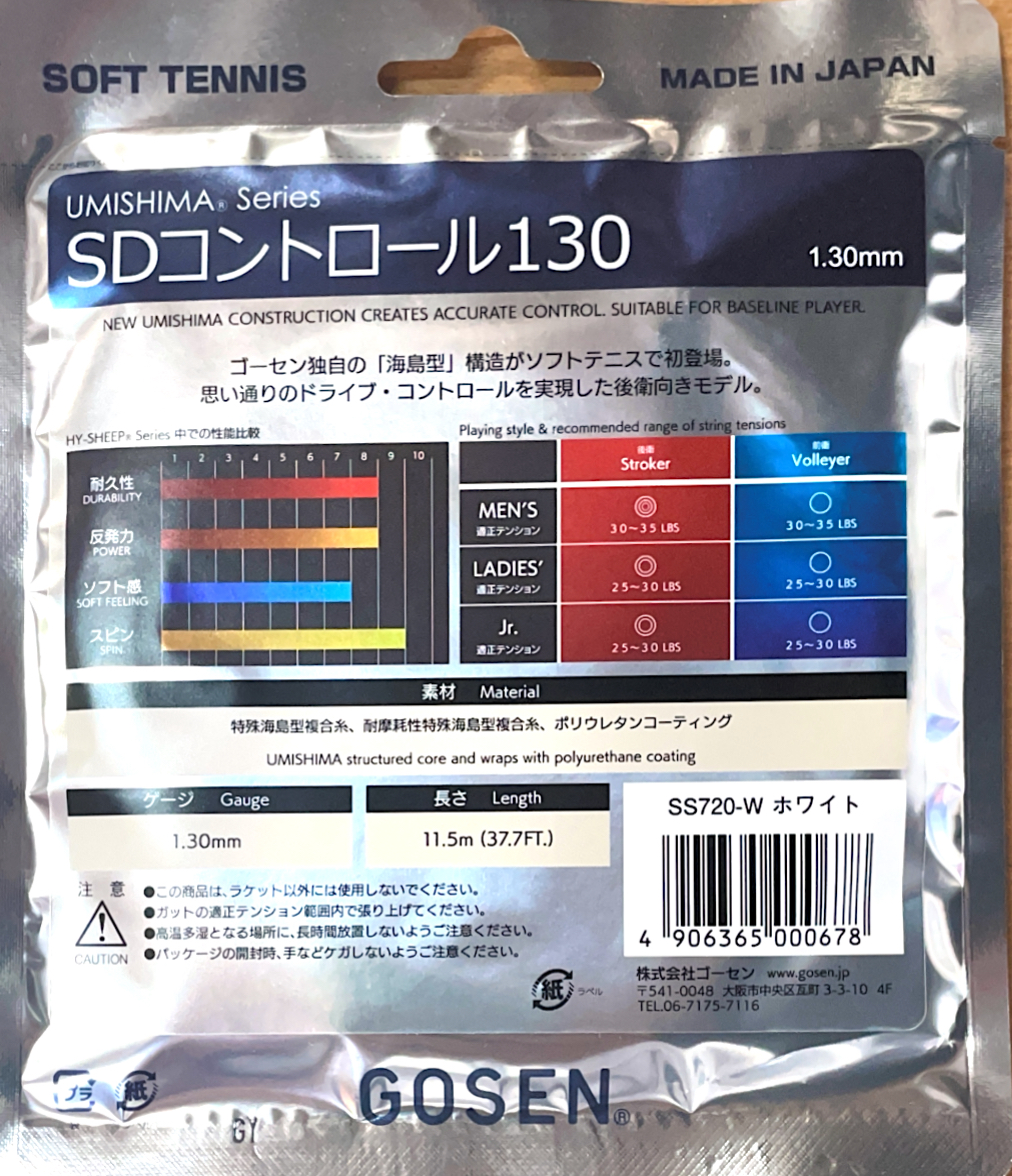 SOFT TENNIS
MADE IN JAPAN
UMISHIMA® Series
SDコントロール130
1.30mm
NEW UMISHIMA CONSTRUCTION CREATES ACCURATE CONTROL. SUITABLE FOR BASELINE PLAYER.
ゴーセン独自の「海島型」構造がソフトテニスで初登場。
思い通りのドライブ・コントロールを実現した後衛向きモデル。
HY-SHEEP® Series 中での性能比較
1 2 3 4 5 6 7 8 9 10
耐久性
DURABILITY
反発力
POWER
ソフト感
SOFT FEELING
スピン
SPIN
Playing style & recommended range of string tensions
後衛
Stroker
前衛
Volleyer
MEN'S
適正テンション
◎
30～35 LBS
○
30～35 LBS
LADIES'
適正テンション
◎
25～30 LBS
○
25～30 LBS
Jr.
適正テンション
◎
25～30 LBS
○
25～30 LBS
素材 Material
特殊海島型複合糸、耐摩耗性特殊海島型複合糸、ポリウレタンコーティング
UMISHIMA structured core and wraps with polyurethane coating
ゲージ Gauge
1.30mm
長さ Length
11.5m (37.7FT.)
SS720-W ホワイト
4 906365 000678
注 意
CAUTION
●この商品は、ラケット以外には使用しないでください。
●ガットの適正テンション範囲内で張り上げてください。
●高温多湿となる場所に、長時間放置しないようご注意ください。
●パッケージの開封時、手などケガしないようご注意ください。
紙 ラベル
株式会社ゴーセン www.gosen.jp
〒541-0048 大阪市中央区瓦町 3-3-10 4F
TEL.06-7175-7116
プラ 紙
GOSEN®
GY